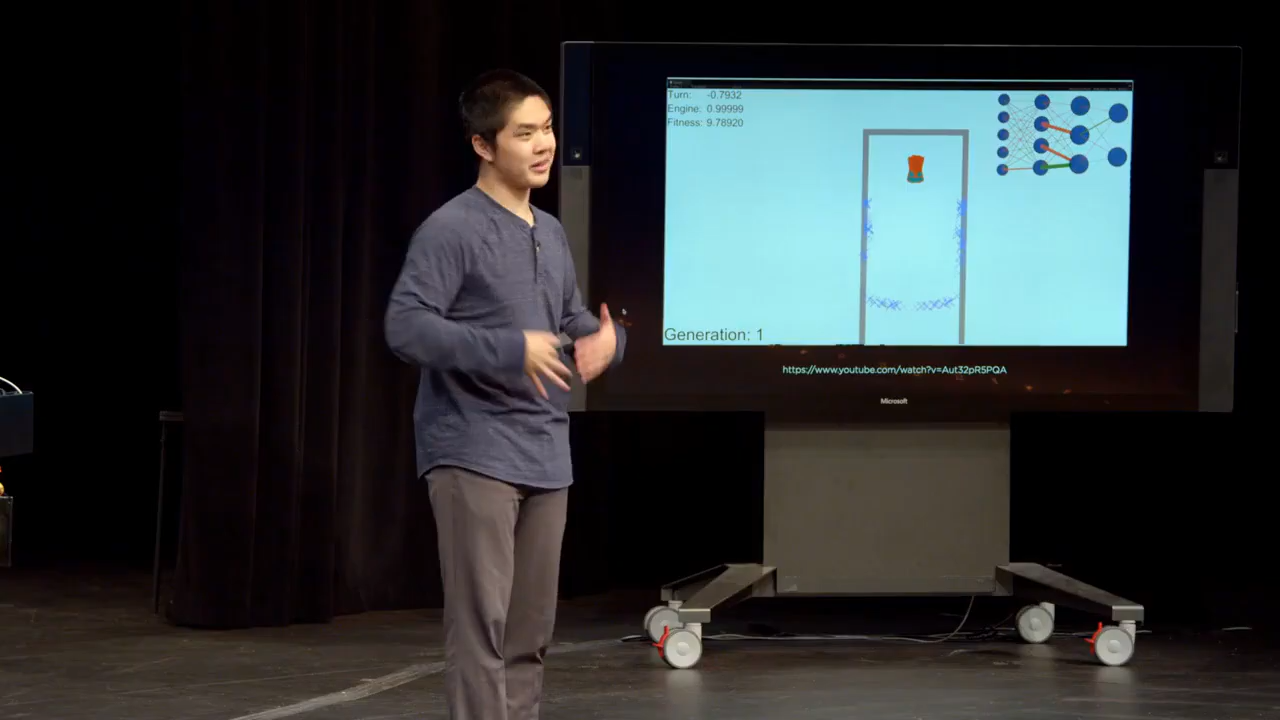 Turn: -0.7932
Engine: 0.99999
Fitness: 9.78920
Generation: 1
https://www.youtube.com/watch?v=Aut32pR5PQA
Microsoft